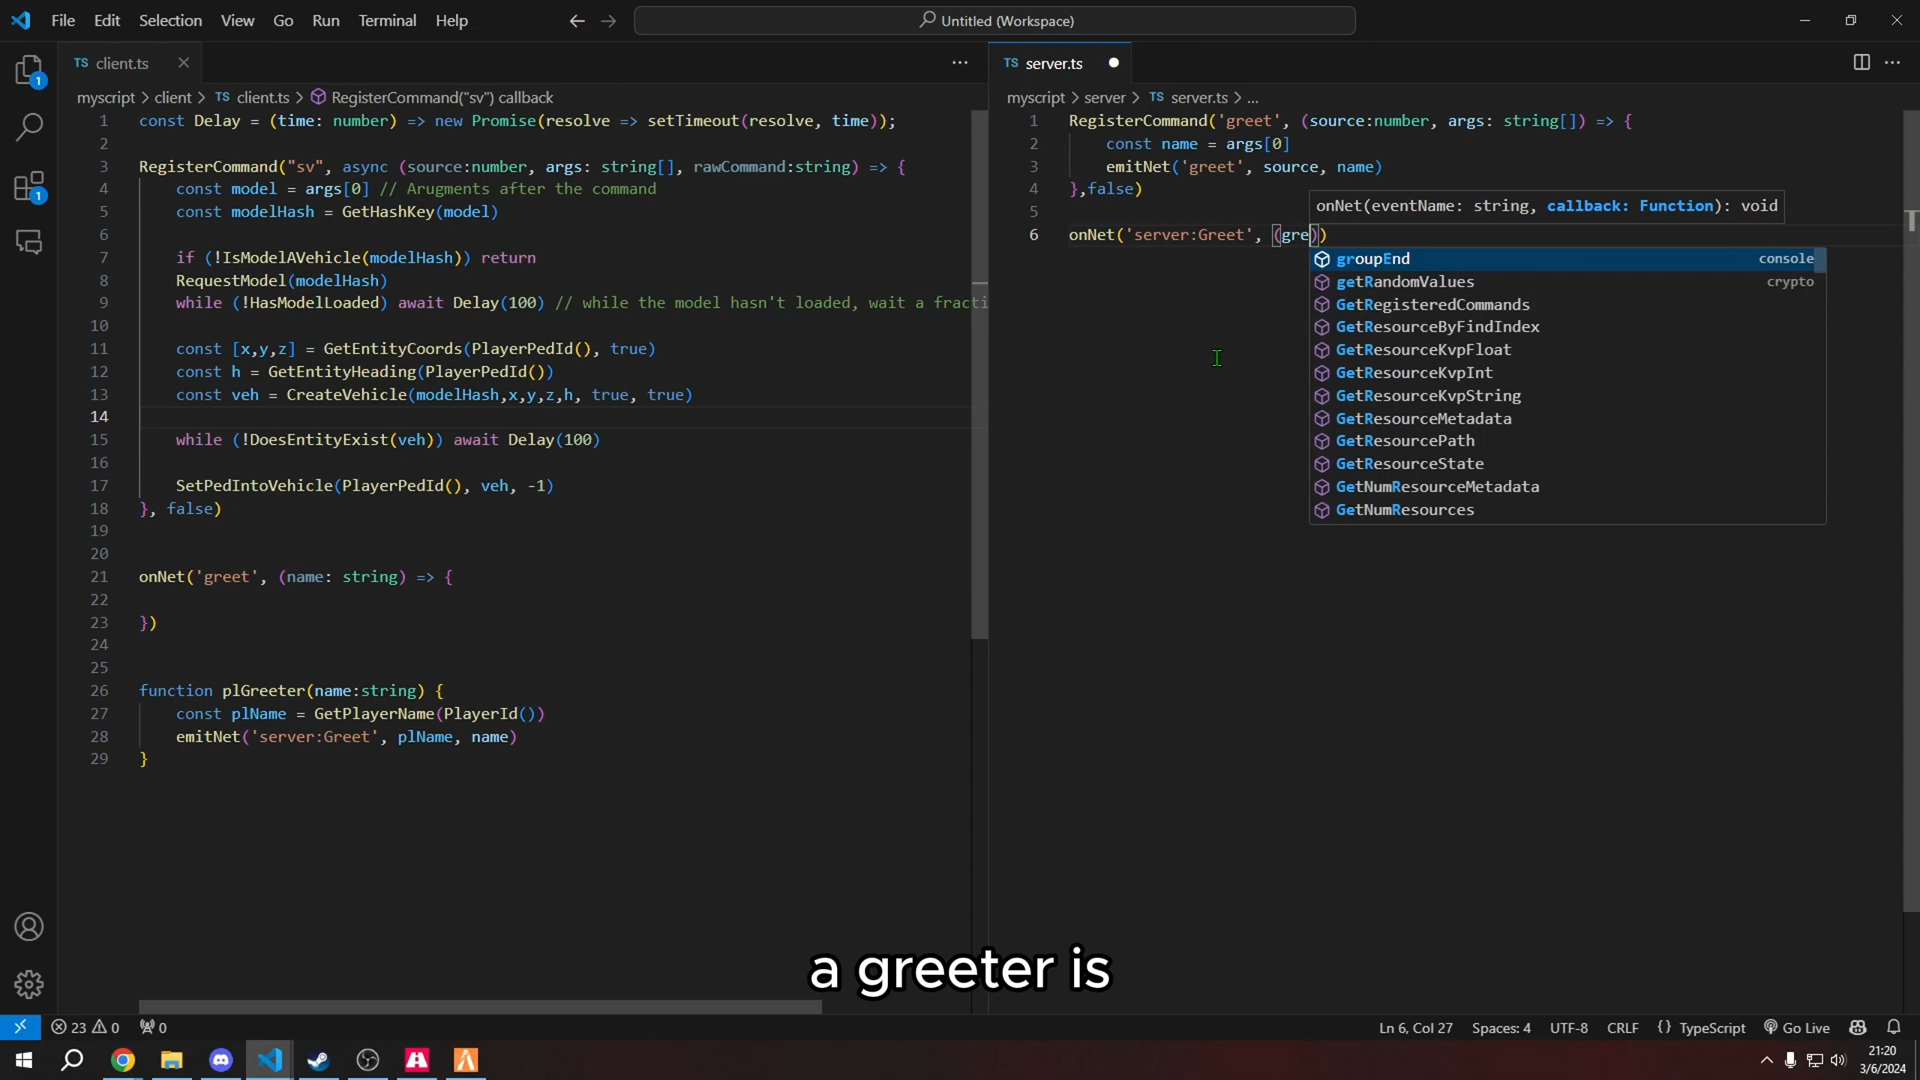 File Edit Selection View Go Run Terminal Help
Untitled (Workspace)
TS client.ts
myscript > client > TS client.ts > RegisterCommand("sv") callback
1 const Delay = (time: number) => new Promise(resolve => setTimeout(resolve, time));
2
3 RegisterCommand("sv", async (source:number, args: string[], rawCommand:string) => {
4 const model = args[0] // Arugments after the command
5 const modelHash = GetHashKey(model)
6
7 if (!IsModelAVehicle(modelHash)) return
8 RequestModel(modelHash)
9 while (!HasModelLoaded) await Delay(100) // while the model hasn't loaded, wait a fracti
10
11 const [x,y,z] = GetEntityCoords(PlayerPedId(), true)
12 const h = GetEntityHeading(PlayerPedId())
13 const veh = CreateVehicle(modelHash,x,y,z,h, true, true)
14
15 while (!DoesEntityExist(veh)) await Delay(100)
16
17 SetPedIntoVehicle(PlayerPedId(), veh, -1)
18 }, false)
19
20
21 onNet('greet', (name: string) => {
22
23 })
24
25
26 function plGreeter(name:string) {
27 const plName = GetPlayerName(PlayerId())
28 emitNet('server:Greet', plName, name)
29 }
TS server.ts
myscript > server > TS server.ts > ...
1 RegisterCommand('greet', (source:number, args: string[]) => {
2 const name = args[0]
3 emitNet('greet', source, name)
4 },false)
5
onNet(eventName: string, callback: Function): void
6 onNet('server:Greet', (gre))
groupEnd console
getRandomValues crypto
GetRegisteredCommands
GetResourceByFindIndex
GetResourceKvpFloat
GetResourceKvpInt
GetResourceKvpString
GetResourceMetadata
GetResourcePath
GetResourceState
GetNumResourceMetadata
GetNumResources
1
1
a greeter is
23 0 0
Ln 6, Col 27 Spaces: 4 UTF-8 CRLF {} TypeScript Go Live
21:20
3/6/2024